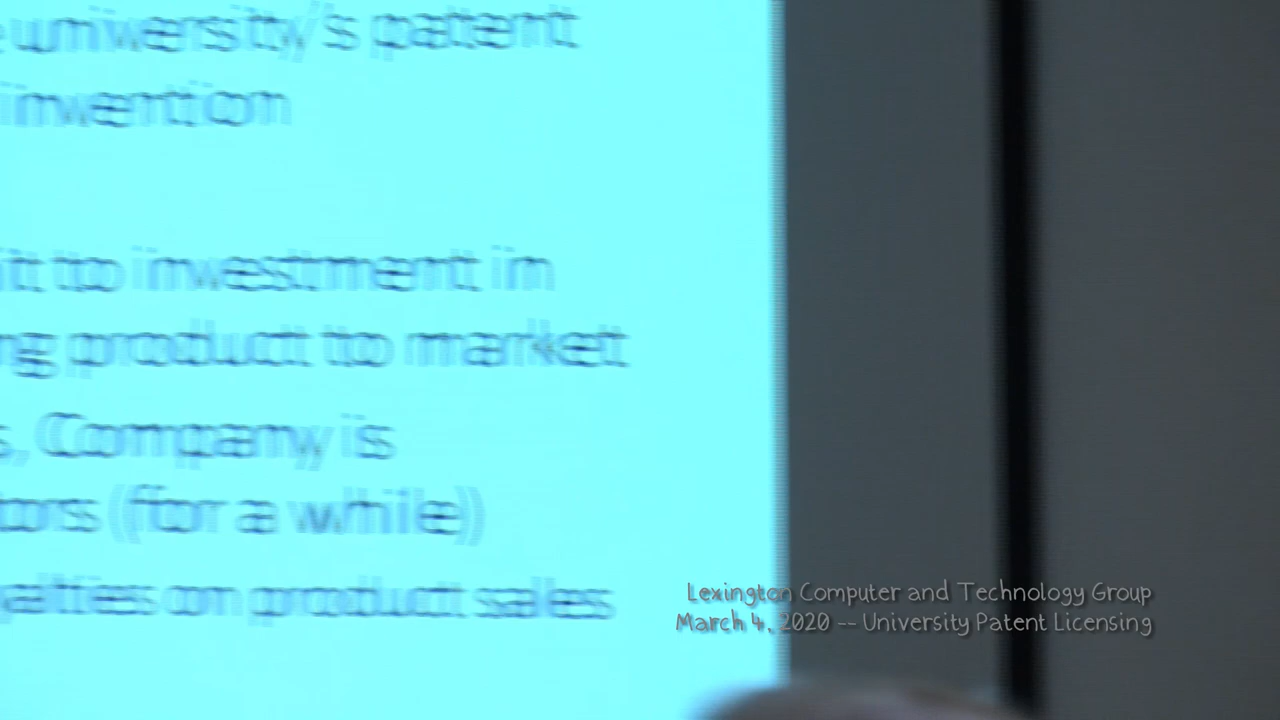 university's patent
invention
to investment in
product to market
Company is
(for a while)
on product sales
Lexington Computer and Technology Group
March 4, 2020 -- University Patent Licensing